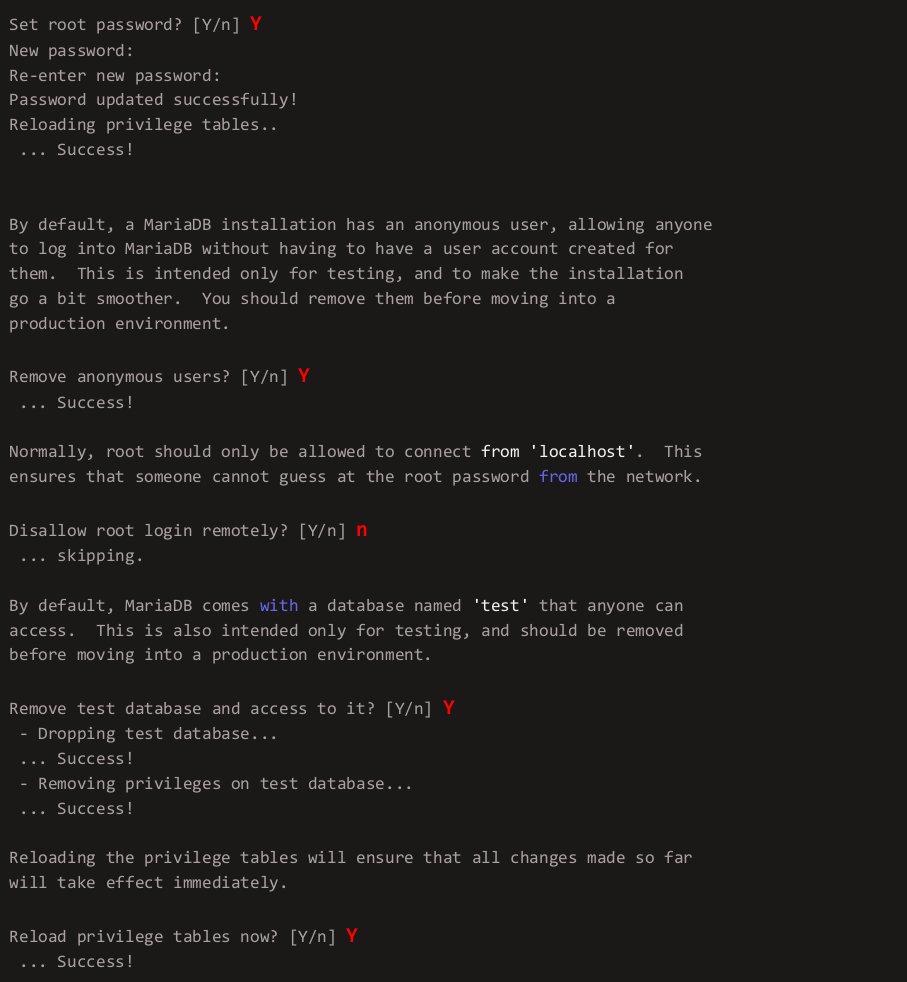 Set root password? [Y/n] Y
New password:
Re-enter new password:
Password updated successfully!
Reloading privilege tables..
 ... Success!
By default, a MariaDB installation has an anonymous user, allowing anyone
to log into MariaDB without having to have a user account created for
them.  This is intended only for testing, and to make the installation
go a bit smoother.  You should remove them before moving into a
production environment.
Remove anonymous users? [Y/n] Y
 ... Success!
Normally, root should only be allowed to connect from 'localhost'.  This
ensures that someone cannot guess at the root password from the network.
Disallow root login remotely? [Y/n] n
 ... skipping.
By default, MariaDB comes with a database named 'test' that anyone can
access.  This is also intended only for testing, and should be removed
before moving into a production environment.
Remove test database and access to it? [Y/n] Y
 - Dropping test database...
 ... Success!
 - Removing privileges on test database...
 ... Success!
Reloading the privilege tables will ensure that all changes made so far
will take effect immediately.
Reload privilege tables now? [Y/n] Y
 ... Success!